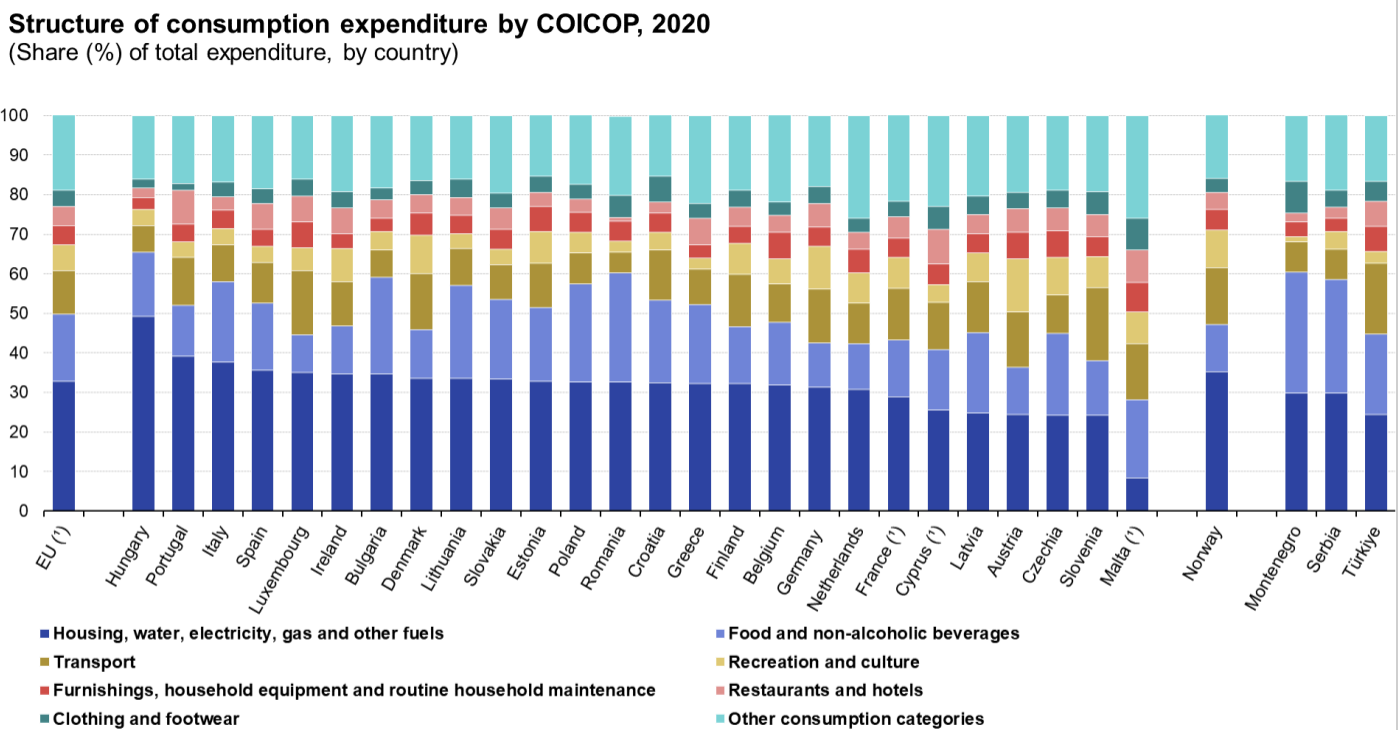 Structure of consumption expenditure by COICOP, 2020
(Share (%) of total expenditure, by country)
100
90
80
70
60
50
40
30
20
10
0
EU (¹)
Hungary
Portugal
Italy
Spain
Luxembourg
Ireland
Bulgaria
Denmark
Lithuania
Slovakia
Estonia
Poland
Romania
Croatia
Greece
Finland
Belgium
Germany
Netherlands
France (¹)
Cyprus (¹)
Latvia
Austria
Czechia
Slovenia
Malta (¹)
Norway
Montenegro
Serbia
Türkiye
Housing, water, electricity, gas and other fuels
Food and non-alcoholic beverages
Transport
Recreation and culture
Furnishings, household equipment and routine household maintenance
Restaurants and hotels
Clothing and footwear
Other consumption categories